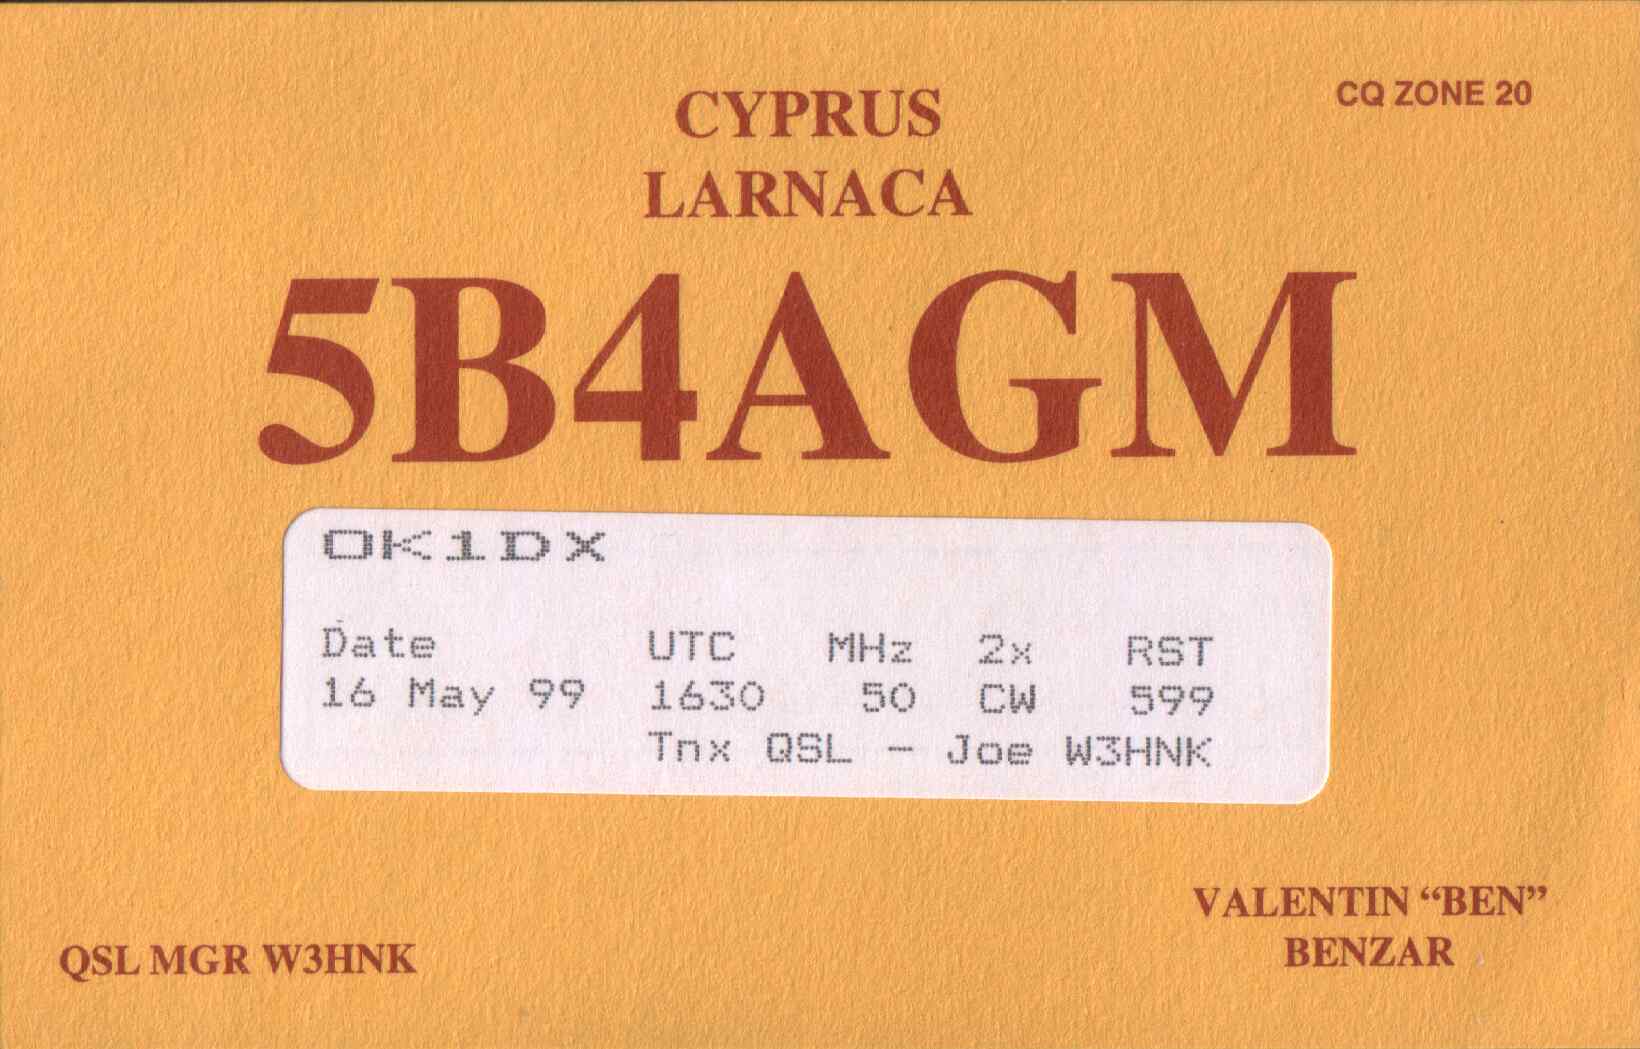 CYPRUS
CQ ZONE 20
LARNACA
5B4AGM
OK1DX
Date UTC MHz 2x RST
16 May 99 1630 50 CW 599
Tnx QSL - Joe W3HNK
VALENTIN “BEN”
BENZAR
QSL MGR W3HNK